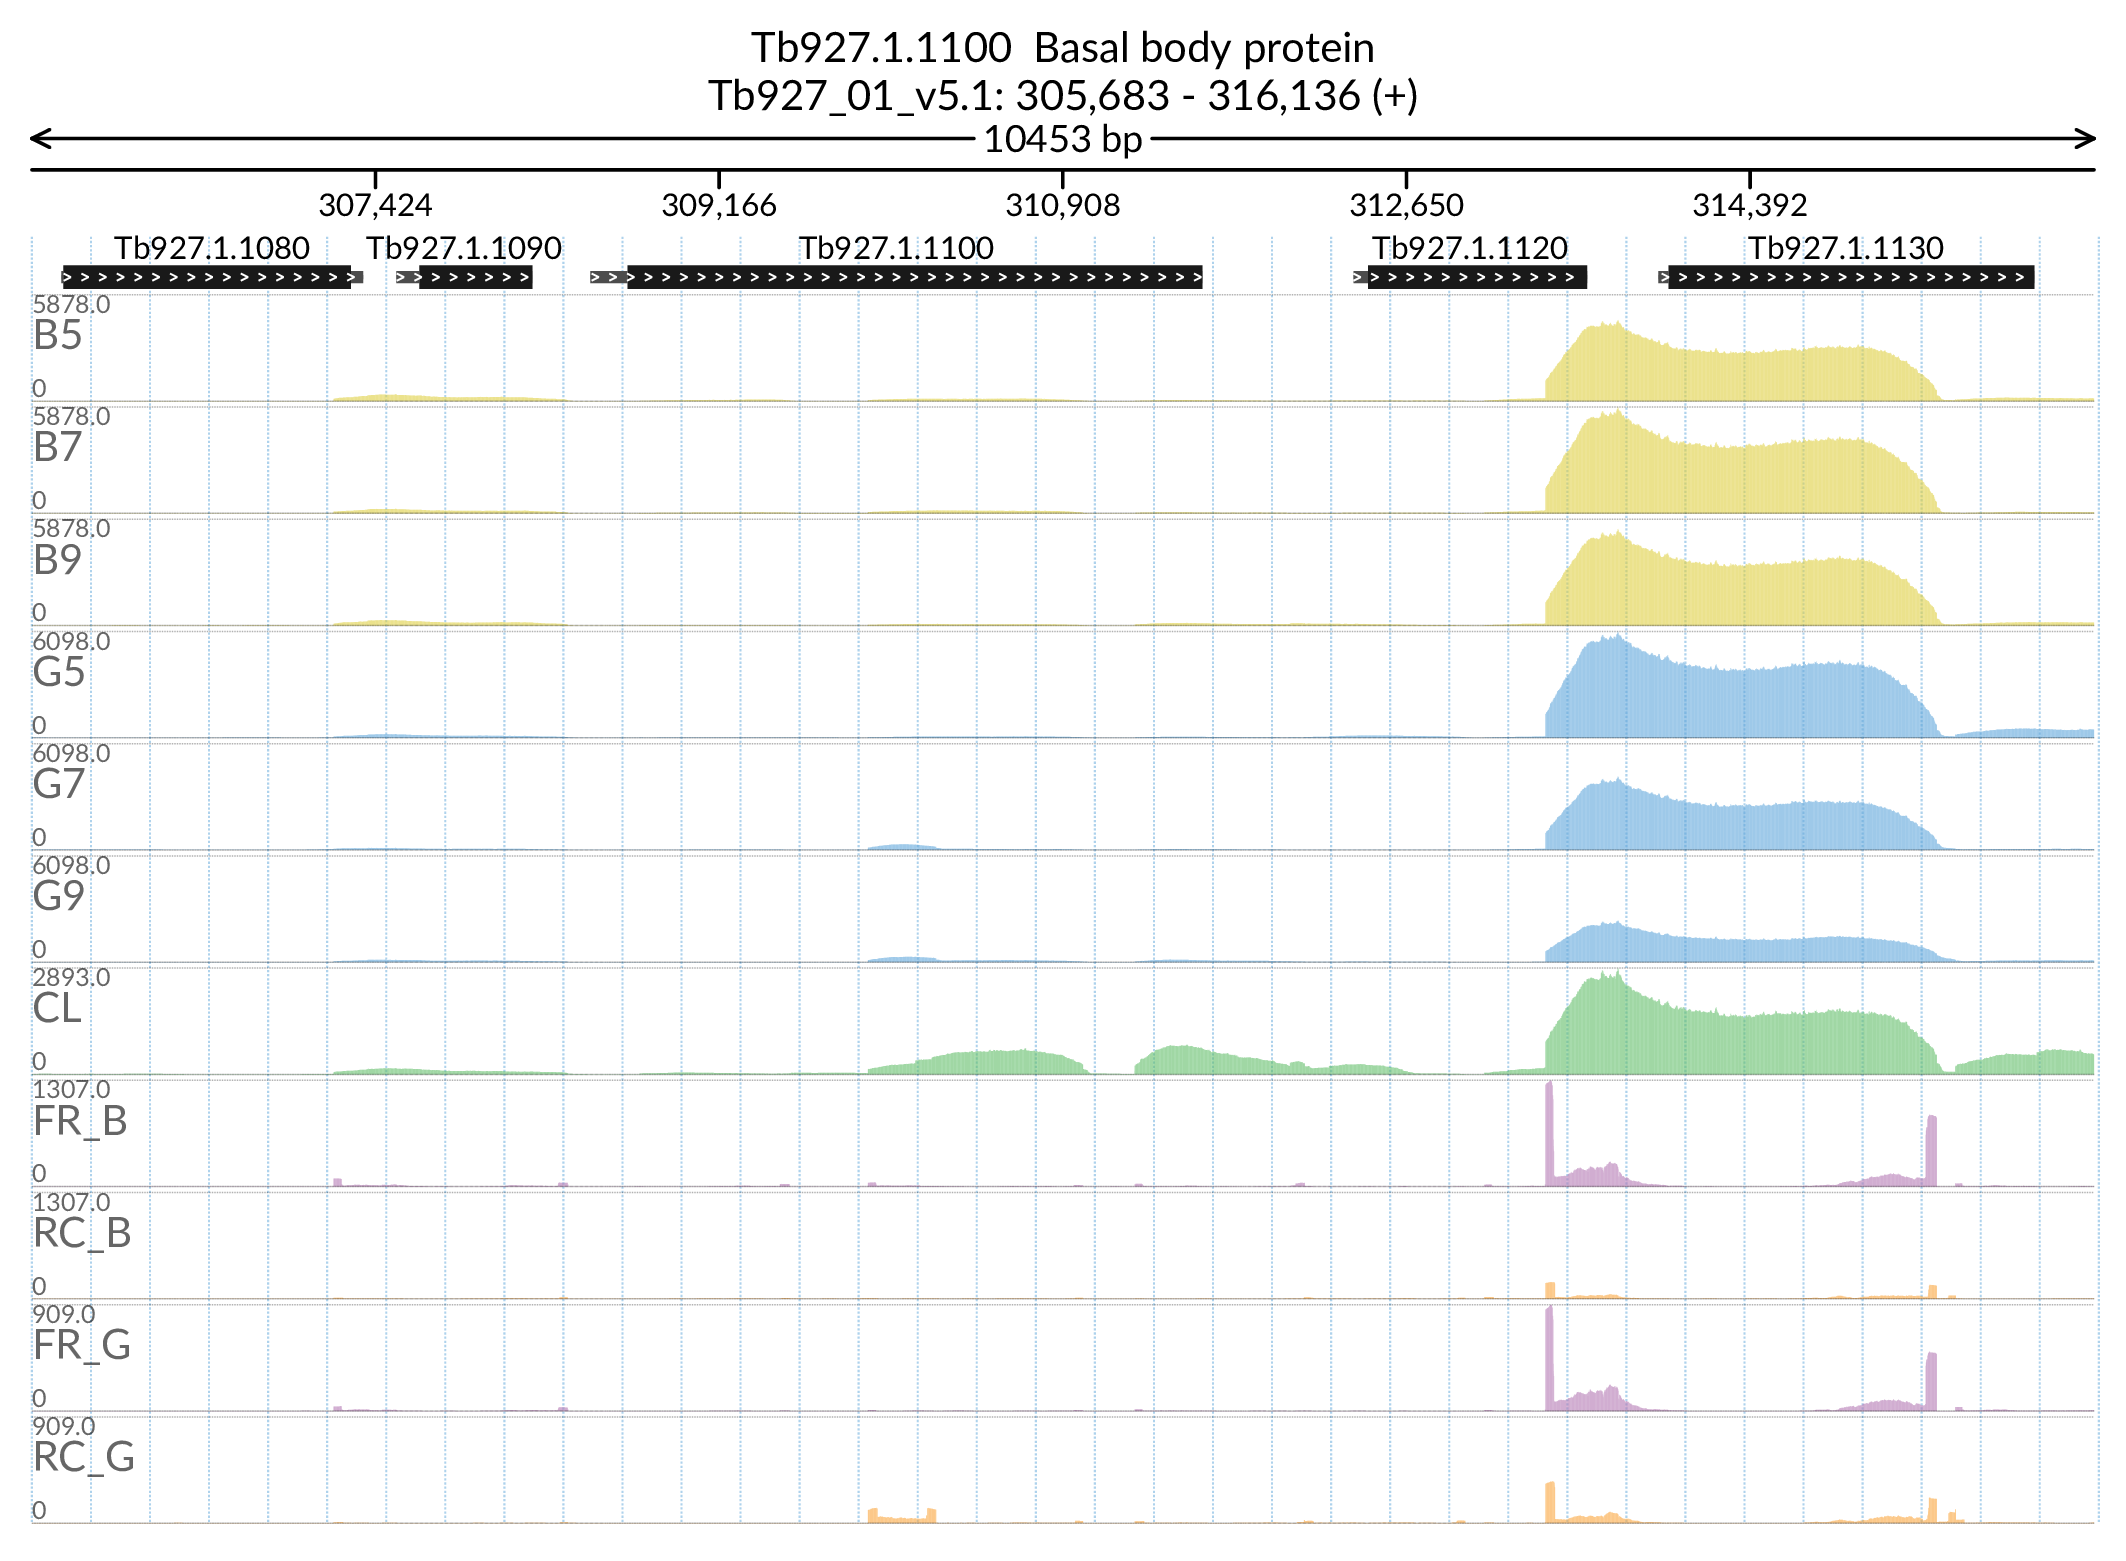 Tb927.1.1100  Basal body protein
Tb927_01_v5.1: 305,683 - 316,136 (+)
10453 bp
307,424 309,166 310,908 312,650 314,392
Tb927.1.1080 Tb927.1.1090 Tb927.1.1100 Tb927.1.1120 Tb927.1.1130
5878.0
B5
0
5878.0
B7
0
5878.0
B9
0
6098.0
G5
0
6098.0
G7
0
6098.0
G9
0
2893.0
CL
0
1307.0
FR_B
0
1307.0
RC_B
0
909.0
FR_G
0
909.0
RC_G
0